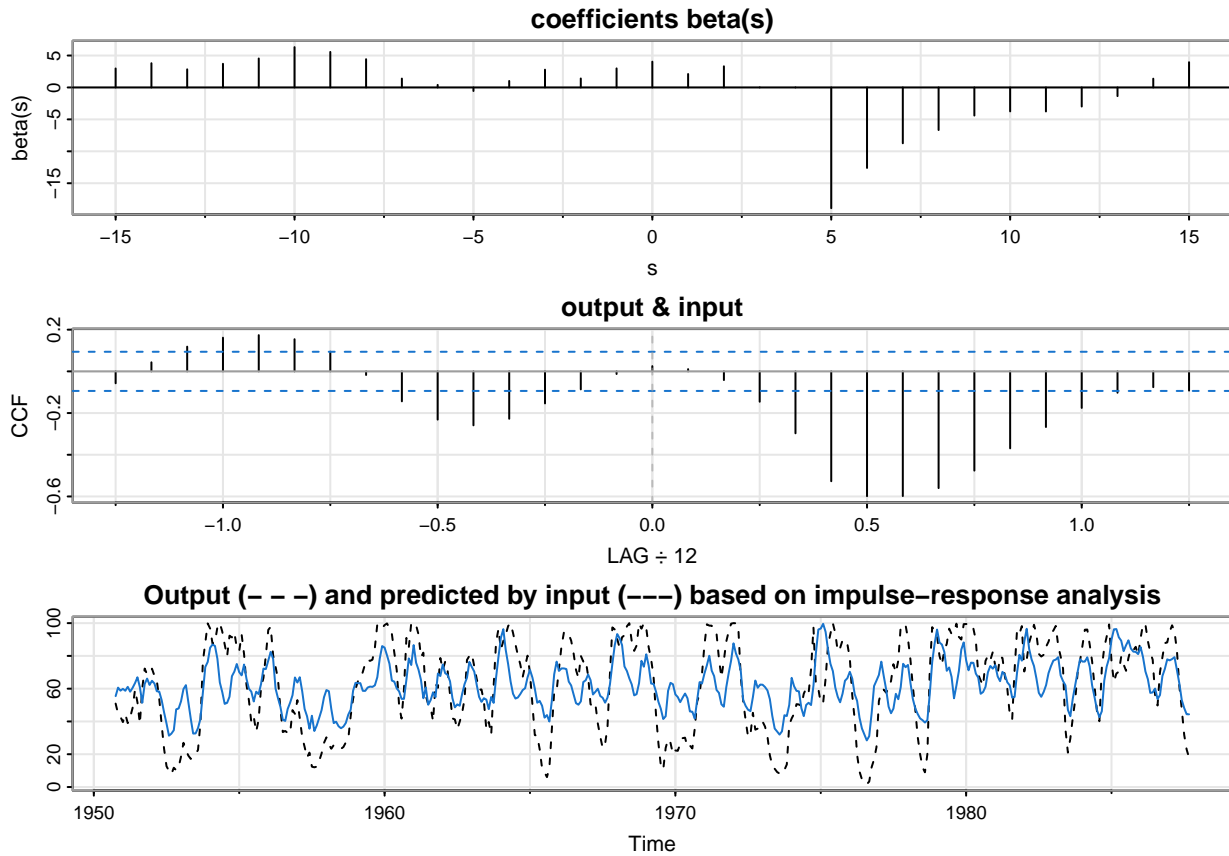 coefficients beta(s)
beta(s)
5
0
−5
−15
−15 −10 −5 0 5 10 15
s
output & input
CCF
0.2
−0.2
−0.6
−1.0 −0.5 0.0 0.5 1.0
LAG ÷ 12
Output (− − −) and predicted by input (−−−) based on impulse−response analysis
100
60
20
0
1950 1960 1970 1980
Time